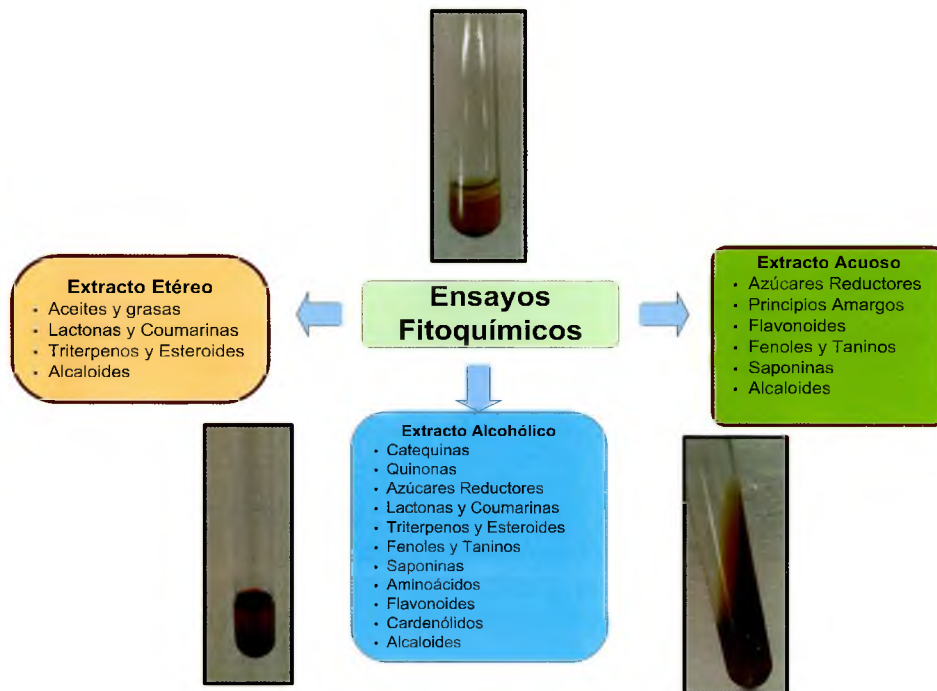 Ensayos
Fitoquímicos
Extracto Etéreo
• Aceites y grasas
• Lactonas y Coumarinas
• Triterpenos y Esteroides
• Alcaloides
Extracto Alcohólico
• Catequinas
• Quinonas
• Azúcares Reductores
• Lactonas y Coumarinas
• Triterpenos y Esteroides
• Fenoles y Taninos
• Saponinas
• Aminoácidos
• Flavonoides
• Cardenólidos
• Alcaloides
Extracto Acuoso
• Azúcares Reductores
• Principios Amargos
• Flavonoides
• Fenoles y Taninos
• Saponinas
• Alcaloides